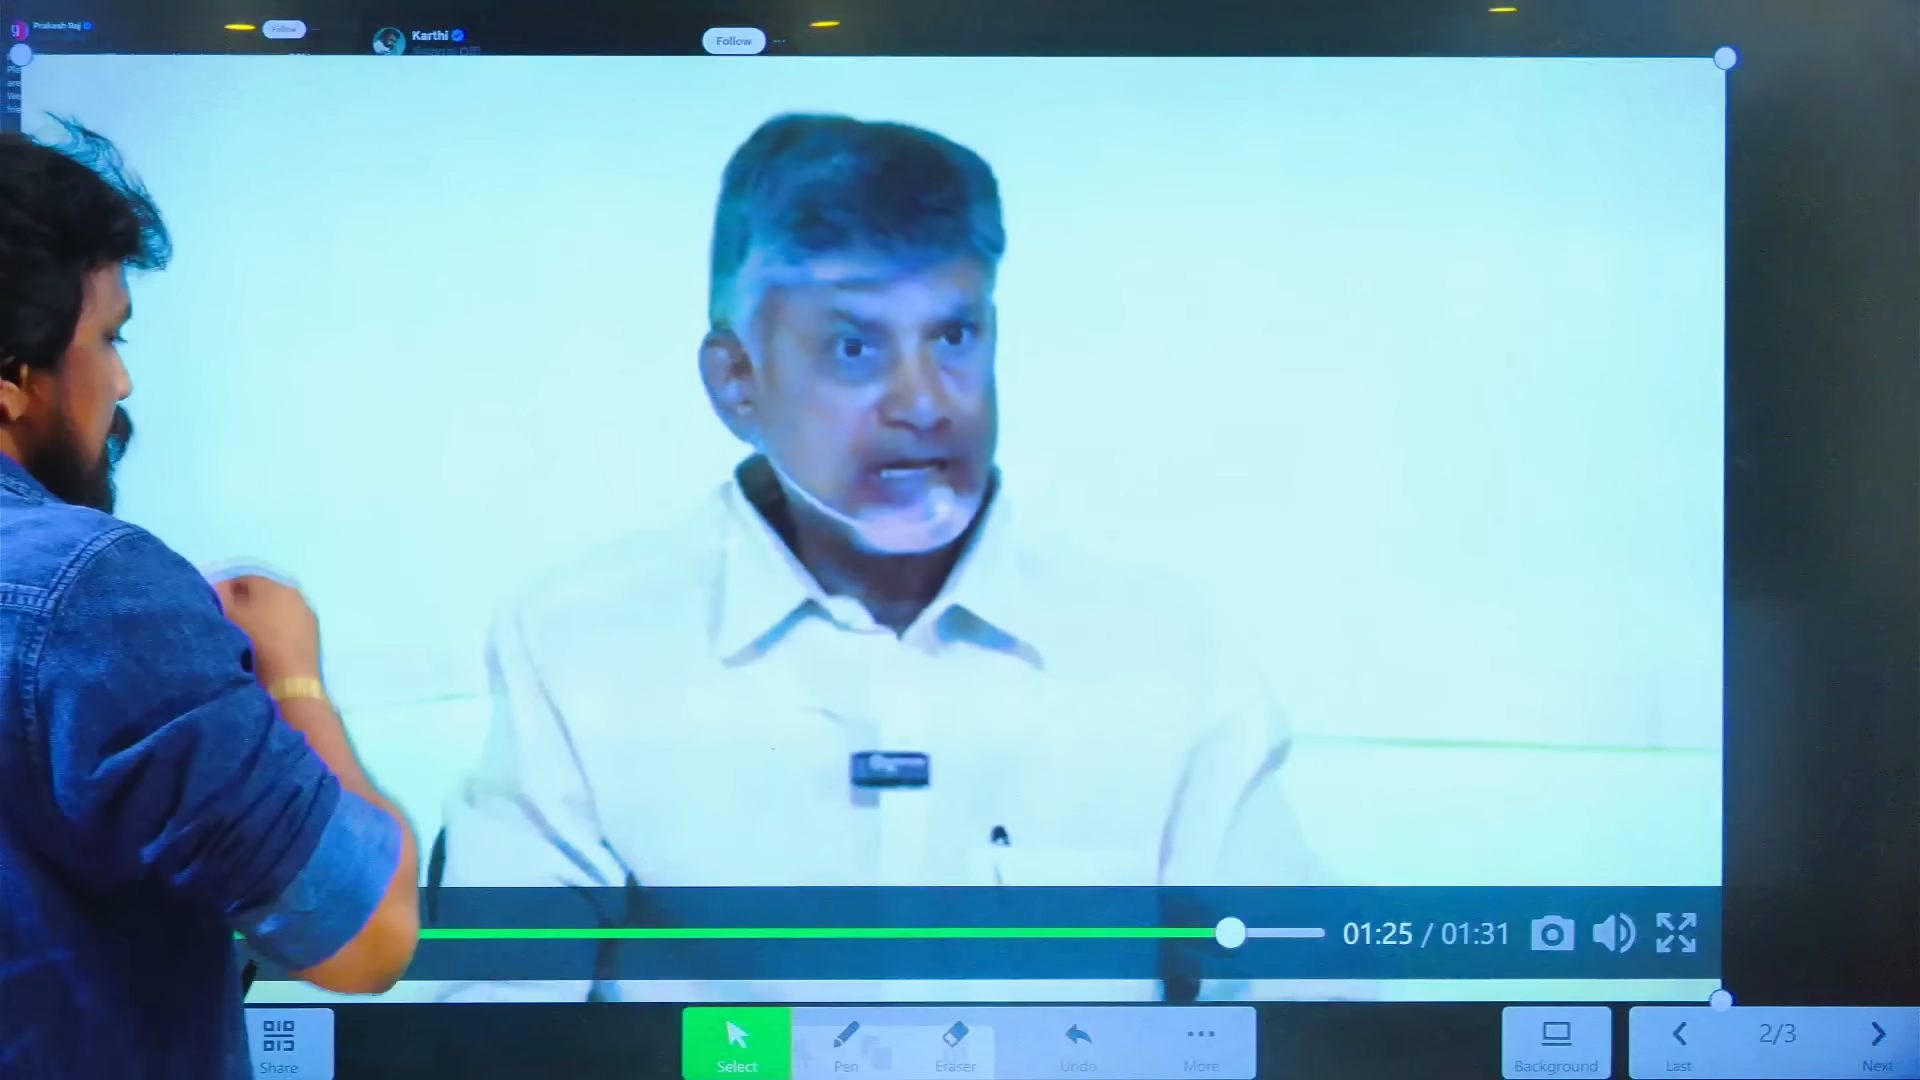 Prakash Raj
Follow
Karthi
Follow
01:25 / 01:31
Share
Select
Pen
Eraser
Undo
More
Background
Last
2/3
Next